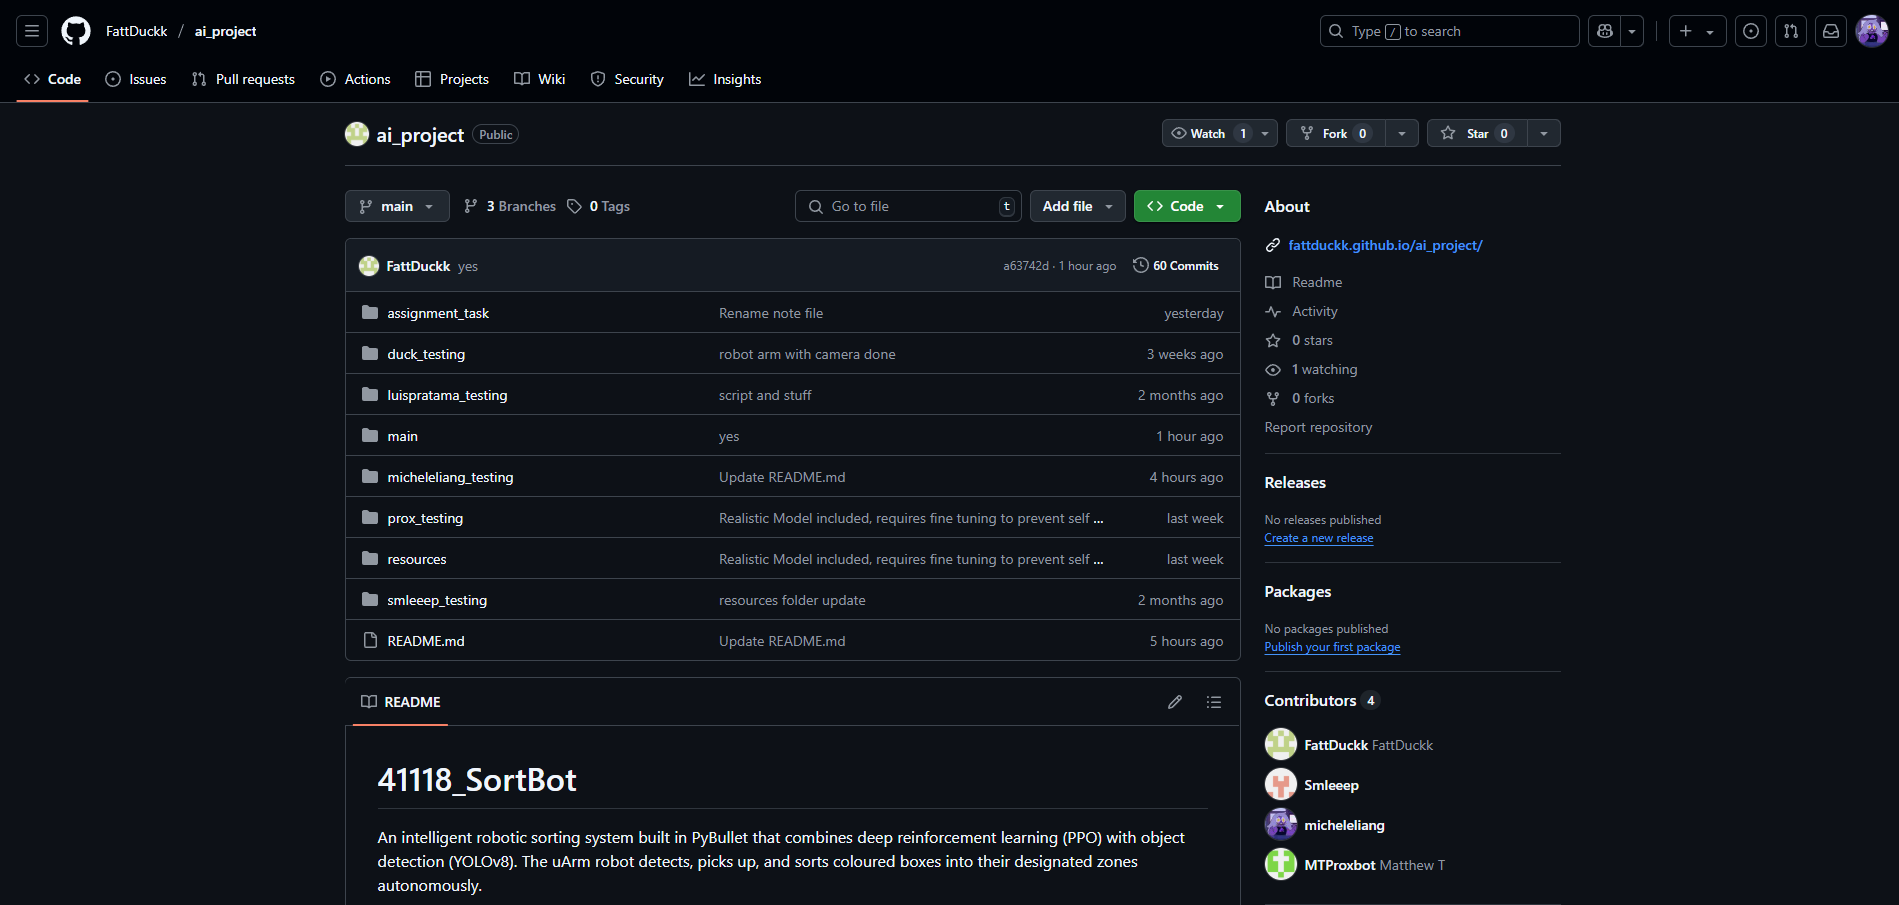 FattDuckk / ai_project
Type / to search
Code Issues Pull requests Actions Projects Wiki Security Insights
ai_project Public
Watch 1 Fork 0 Star 0
main 3 Branches 0 Tags Go to file t Add file Code
FattDuckk yes a63742d · 1 hour ago 60 Commits
assignment_task Rename note file yesterday
duck_testing robot arm with camera done 3 weeks ago
luispratama_testing script and stuff 2 months ago
main yes 1 hour ago
micheleliang_testing Update README.md 4 hours ago
prox_testing Realistic Model included, requires fine tuning to prevent self ... last week
resources Realistic Model included, requires fine tuning to prevent self ... last week
smleeep_testing resources folder update 2 months ago
README.md Update README.md 5 hours ago
README
41118_SortBot
An intelligent robotic sorting system built in PyBullet that combines deep reinforcement learning (PPO) with object
detection (YOLOv8). The uArm robot detects, picks up, and sorts coloured boxes into their designated zones
autonomously.
About
fattduckk.github.io/ai_project/
Readme
Activity
0 stars
1 watching
0 forks
Report repository
Releases
No releases published
Create a new release
Packages
No packages published
Publish your first package
Contributors 4
FattDuckk FattDuckk
Smleeep
micheleliang
MTProxbot Matthew T